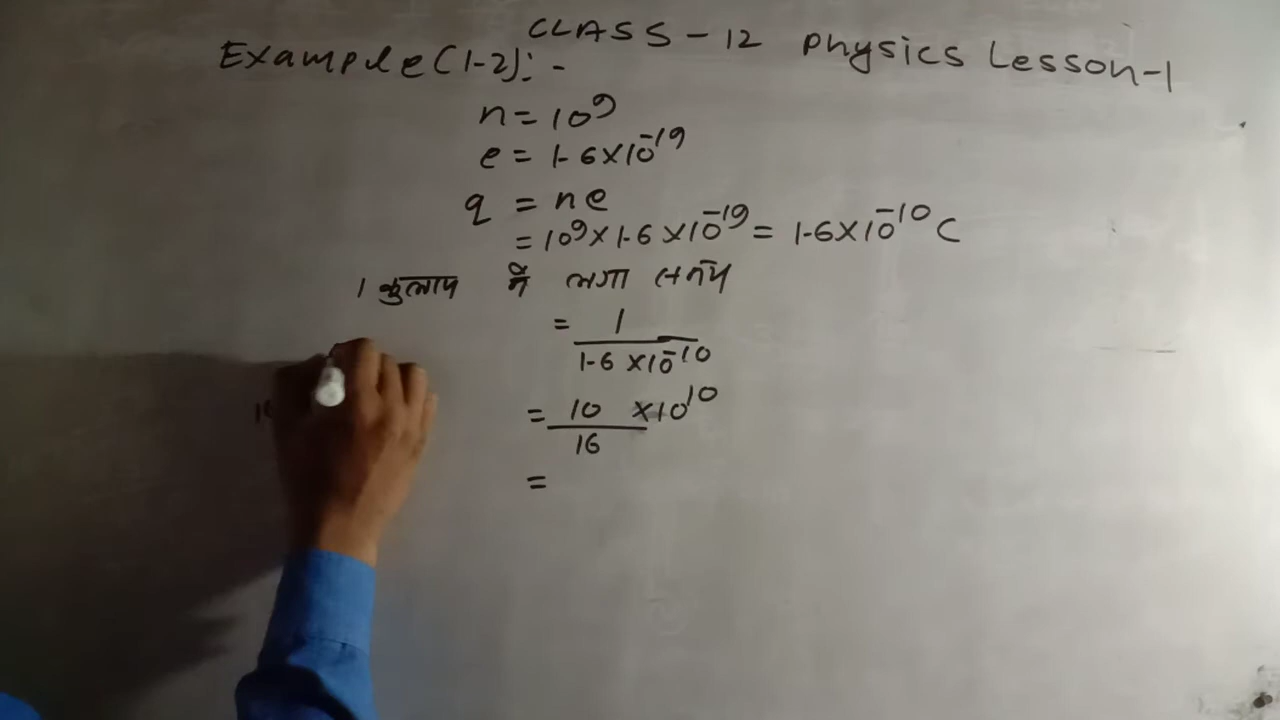 CLASS - 12 Physics Lesson-1
Example (1-2): -
n = 10⁹
e = 1.6×10⁻¹⁹
q = ne
= 10⁹×1.6×10⁻¹⁹ = 1.6×10⁻¹⁰ C
1 कुलाम में लगा समय
= 1 / 1.6×10⁻¹⁰
= 10 / 16 ×10¹⁰
=